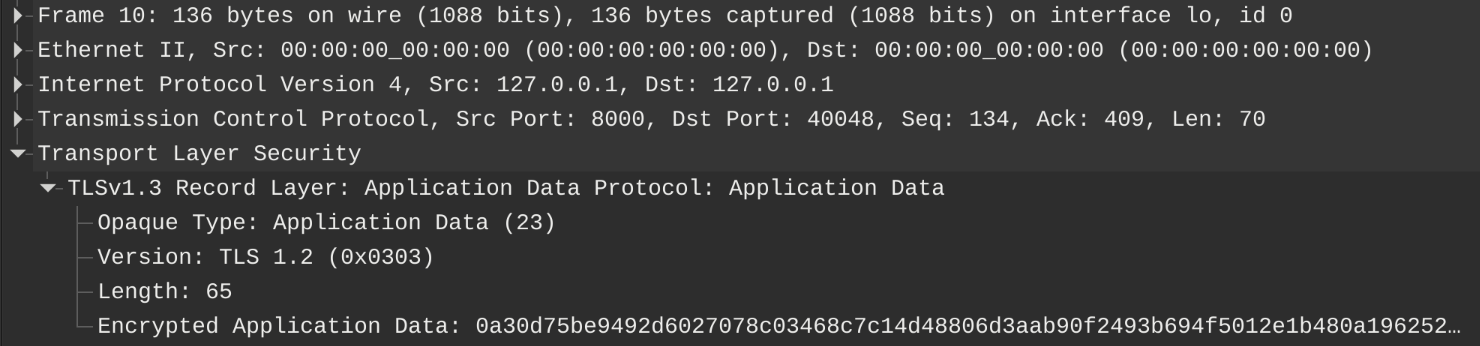 Frame 10: 136 bytes on wire (1088 bits), 136 bytes captured (1088 bits) on interface lo, id 0
Ethernet II, Src: 00:00:00_00:00:00 (00:00:00:00:00:00), Dst: 00:00:00_00:00:00 (00:00:00:00:00:00)
Internet Protocol Version 4, Src: 127.0.0.1, Dst: 127.0.0.1
Transmission Control Protocol, Src Port: 8000, Dst Port: 40048, Seq: 134, Ack: 409, Len: 70
Transport Layer Security
TLSv1.3 Record Layer: Application Data Protocol: Application Data
Opaque Type: Application Data (23)
Version: TLS 1.2 (0x0303)
Length: 65
Encrypted Application Data: 0a30d75be9492d6027078c03468c7c14d48806d3aab90f2493b694f5012e1b480a196252…